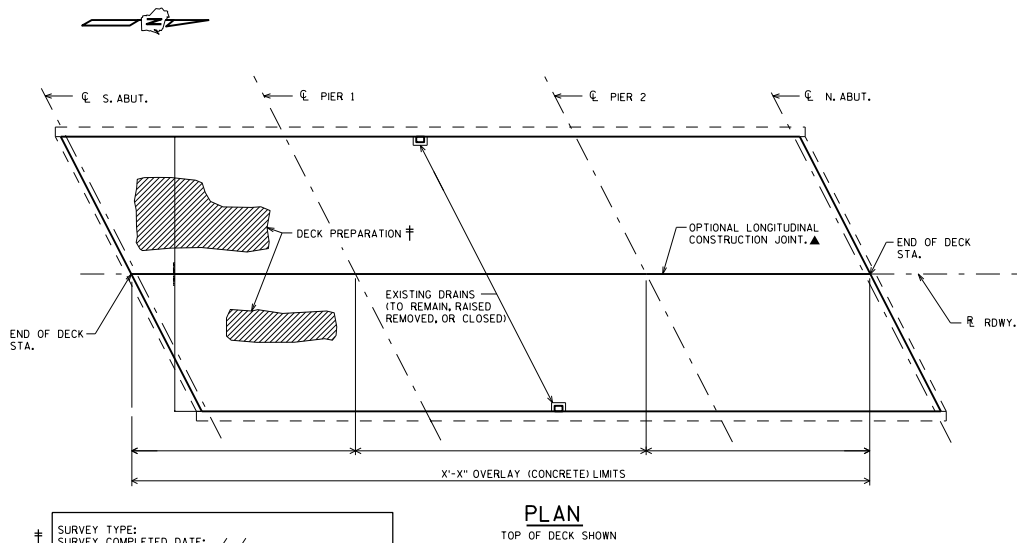 N
℄ S. ABUT.
℄ PIER 1
℄ PIER 2
℄ N. ABUT.
DECK PREPARATION ‡
OPTIONAL LONGITUDINAL
CONSTRUCTION JOINT. ▲
END OF DECK
STA.
EXISTING DRAINS
(TO REMAIN, RAISED
REMOVED, OR CLOSED)
END OF DECK
STA.
RDWY.
X'-X" OVERLAY (CONCRETE) LIMITS
PLAN
TOP OF DECK SHOWN
‡
SURVEY TYPE:
SURVEY COMPLETED DATE: / /